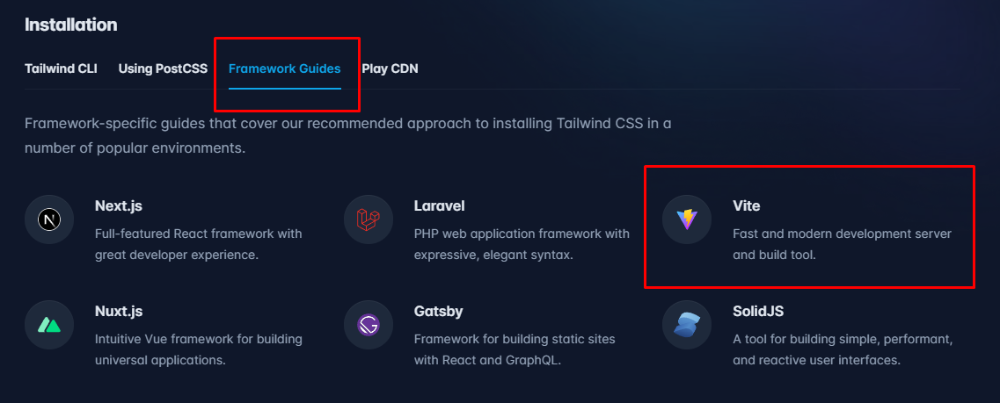 Installation
Tailwind CLI Using PostCSS Framework Guides Play CDN
Framework-specific guides that cover our recommended approach to installing Tailwind CSS in a
number of popular environments.
Next.js
Full-featured React framework with
great developer experience.
Laravel
PHP web application framework with
expressive, elegant syntax.
Vite
Fast and modern development server
and build tool.
Nuxt.js
Intuitive Vue framework for building
universal applications.
Gatsby
Framework for building static sites
with React and GraphQL.
SolidJS
A tool for building simple, performant,
and reactive user interfaces.